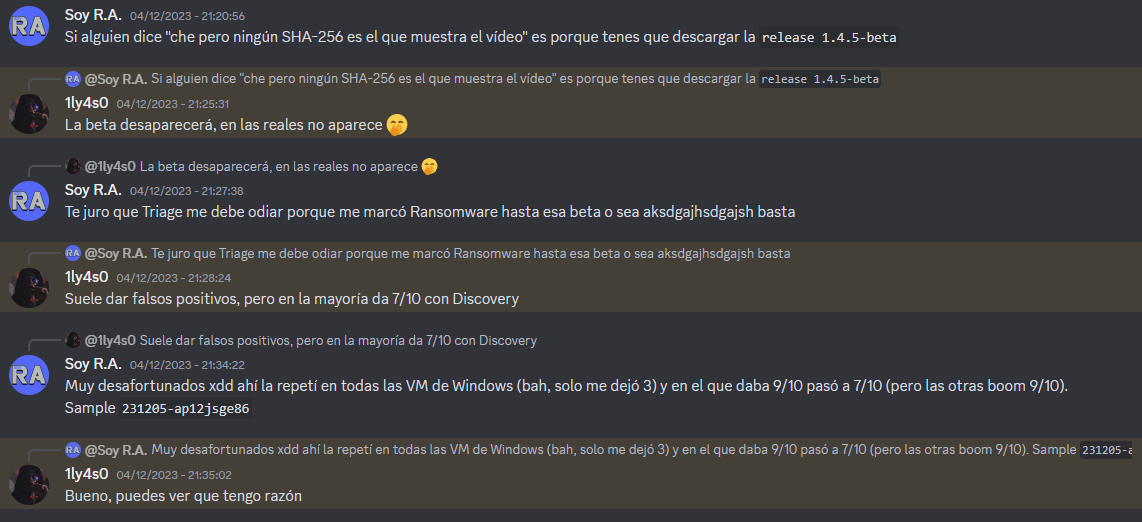 RA
Soy R.A. 04/12/2023 - 21:20:56
Si alguien dice "che pero ningún SHA-256 es el que muestra el vídeo" es porque tenes que descargar la release 1.4.5-beta
RA @Soy R.A. Si alguien dice "che pero ningún SHA-256 es el que muestra el vídeo" es porque tenes que descargar la release 1.4.5-beta
1ly4s0 04/12/2023 - 21:25:31
La beta desaparecerá, en las reales no aparece 🤭
@1ly4s0 La beta desaparecerá, en las reales no aparece 🤭
RA
Soy R.A. 04/12/2023 - 21:27:38
Te juro que Triage me debe odiar porque me marcó Ransomware hasta esa beta o sea aksdgajhsdgajsh basta
RA @Soy R.A. Te juro que Triage me debe odiar porque me marcó Ransomware hasta esa beta o sea aksdgajhsdgajsh basta
1ly4s0 04/12/2023 - 21:28:24
Suele dar falsos positivos, pero en la mayoría da 7/10 con Discovery
@1ly4s0 Suele dar falsos positivos, pero en la mayoría da 7/10 con Discovery
RA
Soy R.A. 04/12/2023 - 21:34:22
Muy desafortunados xdd ahí la repetí en todas las VM de Windows (bah, solo me dejó 3) y en el que daba 9/10 pasó a 7/10 (pero las otras boom 9/10).
Sample 231205-ap12jsge86
RA @Soy R.A. Muy desafortunados xdd ahí la repetí en todas las VM de Windows (bah, solo me dejó 3) y en el que daba 9/10 pasó a 7/10 (pero las otras boom 9/10). Sample 231205-a
1ly4s0 04/12/2023 - 21:35:02
Bueno, puedes ver que tengo razón